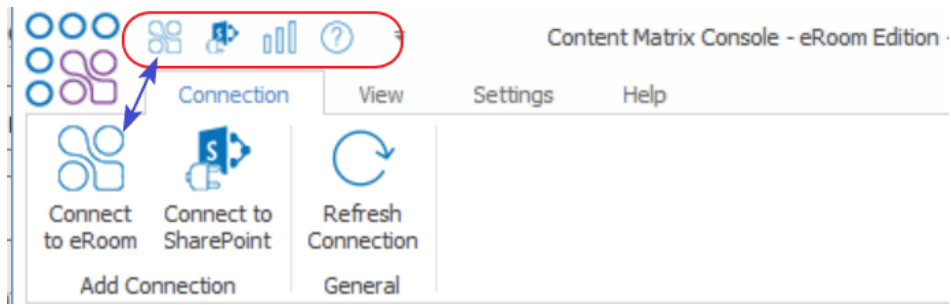 Content Matrix Console - eRoom Edition -
Connection View Settings Help
Connect to eRoom
Connect to SharePoint
Refresh Connection
Add Connection General